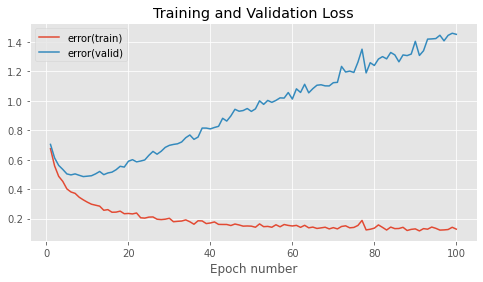 Training and Validation Loss
error(train)
error(valid)
1.4
1.2
1.0
0.8
0.6
0.4
0.2
0 20 40 60 80 100
Epoch number